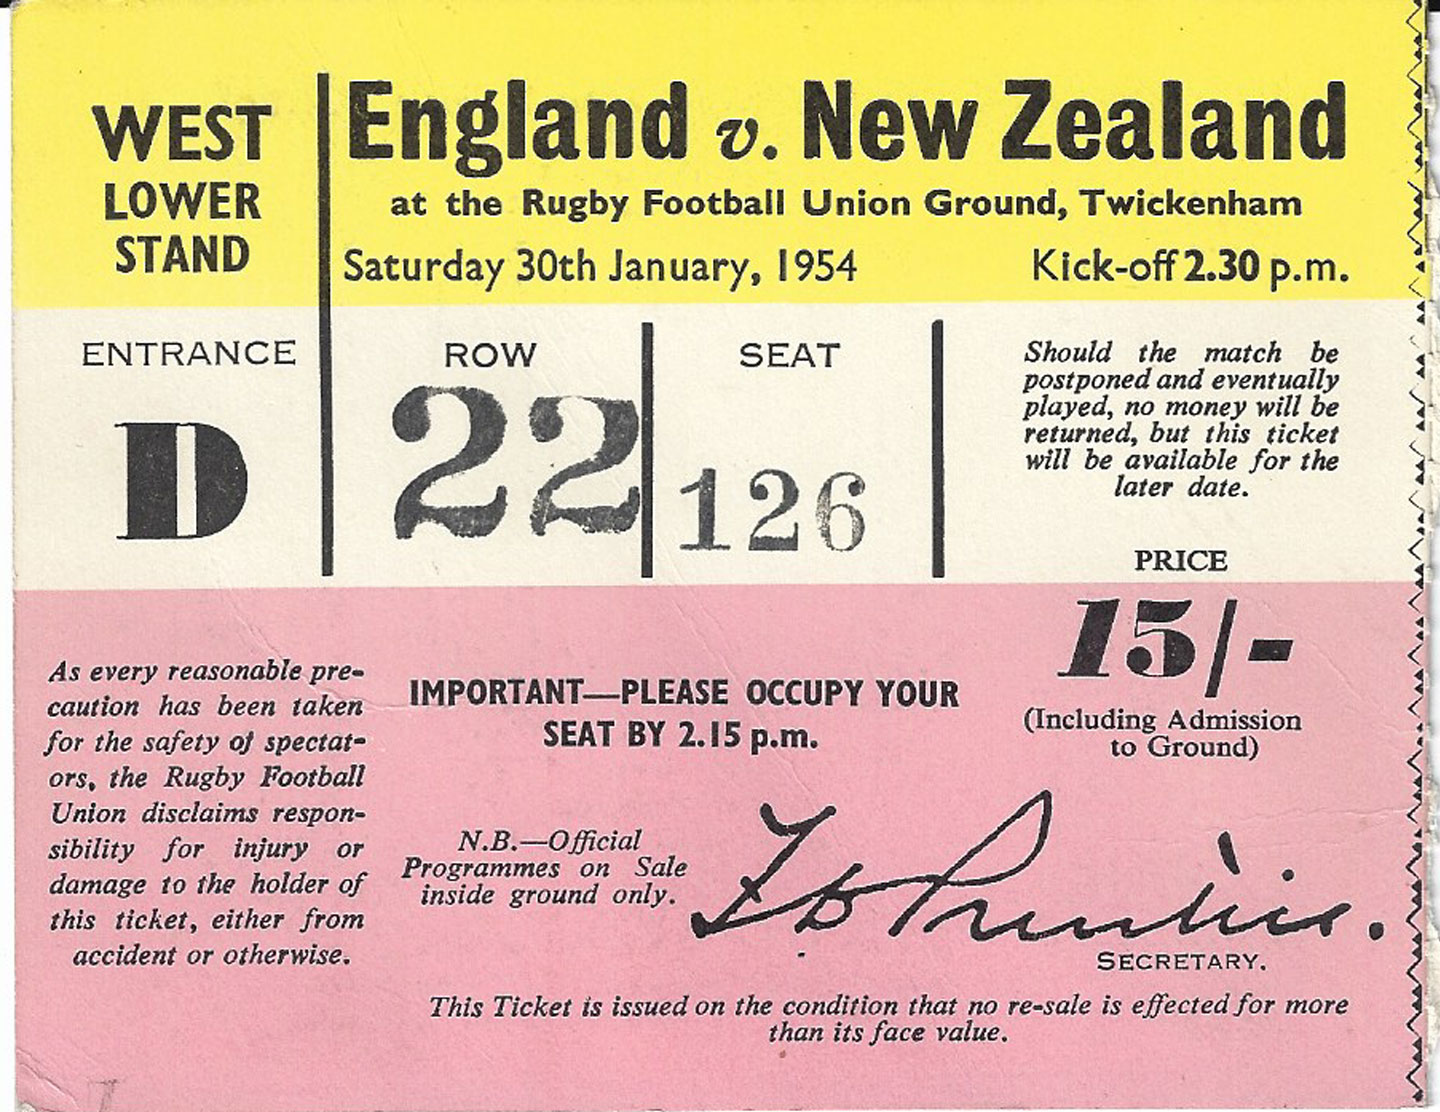 WEST
LOWER
STAND
England v. New Zealand
at the Rugby Football Union Ground, Twickenham
Saturday 30th January, 1954 Kick-off 2.30 p.m.
ENTRANCE
D
ROW
22
SEAT
126
Should the match be
postponed and eventually
played, no money will be
returned, but this ticket
will be available for the
later date.
PRICE
15/-
(Including Admission
to Ground)
As every reasonable pre-
caution has been taken
for the safety of spectat-
ors, the Rugby Football
Union disclaims respon-
sibility for injury or
damage to the holder of
this ticket, either from
accident or otherwise.
IMPORTANT—PLEASE OCCUPY YOUR
SEAT BY 2.15 p.m.
N.B.—Official
Programmes on Sale
inside ground only.
SECRETARY.
This Ticket is issued on the condition that no re-sale is effected for more
than its face value.